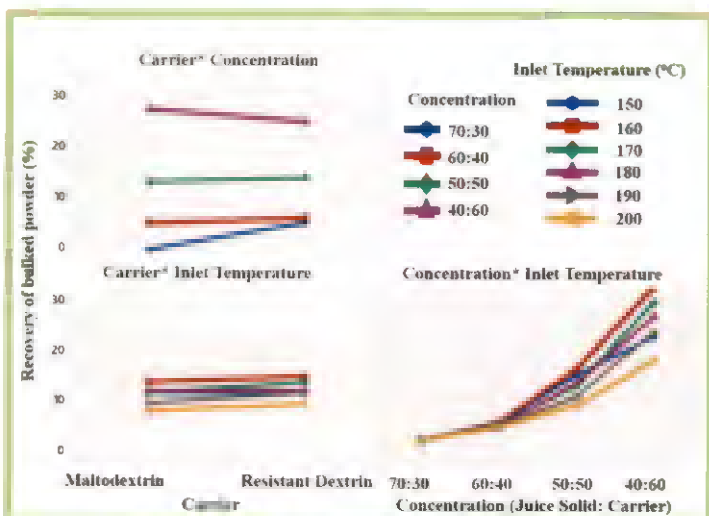 Carrier* Concentration
30
20
10
0
Recovery of bulked powder (%)
Concentration
70:30
60:40
50:50
40:60
Inlet Temperature (°C)
150
160
170
180
190
200
Carrier* Inlet Temperature
30
20
10
0
Maltodextrin
Resistant Dextrin
Carrier
Concentration* Inlet Temperature
70:30
60:40
50:50
40:60
Concentration (Juice Solid: Carrier)